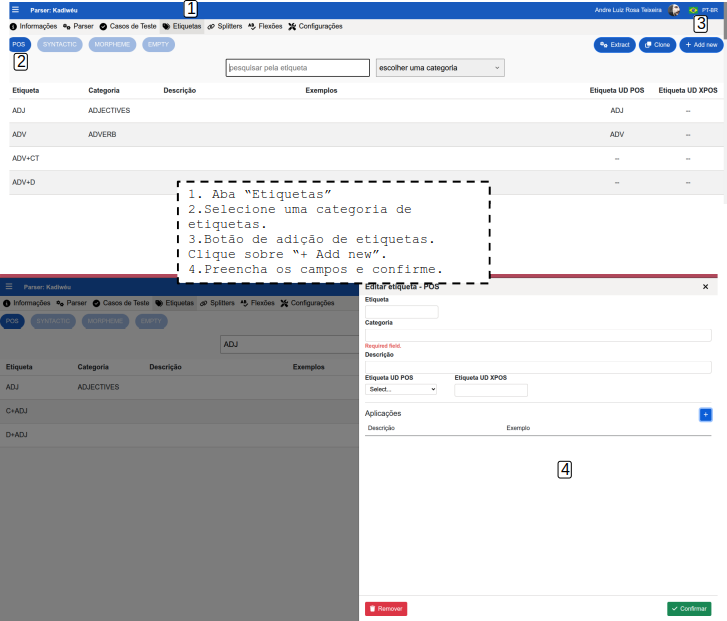 Parser: Kadiwéu
1
Andre Luiz Rosa Teixeira
PT-BR
Informações Parser Casos de Teste Etiquetas Splitters Flexões Configurações
3
POS SYNTACTIC MORPHEME EMPTY
Extract Clone + Add new
2
pesquisar pela etiqueta
escolher uma categoria
Etiqueta Categoria Descrição Exemplos Etiqueta UD POS Etiqueta UD XPOS
ADJ ADJECTIVES ADJ --
ADV ADVERB ADV --
ADV+CT -- --
ADV+D -- --
1. Aba “Etiquetas”
2.Selecione uma categoria de
etiquetas.
3.Botão de adição de etiquetas.
Clique sobre “+ Add new”.
4.Preencha os campos e confirme.
Parser: Kadiwéu
Informações Parser Casos de Teste Etiquetas Splitters Flexões Configurações
POS SYNTACTIC MORPHEME EMPTY
ADJ
Etiqueta Categoria Descrição Exemplos
ADJ ADJECTIVES
C+ADJ
D+ADJ
Editar etiqueta - POS
Etiqueta
Categoria
Required field.
Descrição
Etiqueta UD POS Etiqueta UD XPOS
Select...
Aplicações
+
Descrição Exemplo
4
Remover
Confirmar